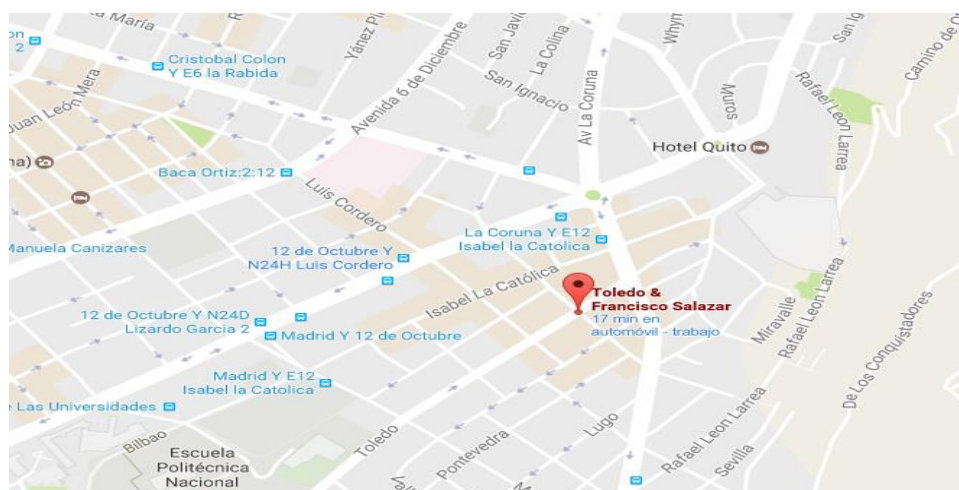 a María
Yánez Pi
San Javie
La Colina
Whym
San Ig
Camino de O
on
2
Cristobal Colon
Y E6 la Rabida
Avenida 6 de Diciembre
San Ignacio
Av La Coruna
Muros
Rafael Leon Larrea
Juan León Mera
Hotel Quito
na)
Baca Ortiz:2:12
Luis Cordero
La Coruna Y E12
Isabel la Catolica
Manuela Canizares
12 de Octubre Y
N24H Luis Cordero
Isabel La Católica
Toledo &
Francisco Salazar
17 min en
automóvil - trabajo
Miravalle
Rafael Leon Larrea
De Los Conquistadores
12 de Octubre Y N24D
Lizardo Garcia 2
Madrid Y 12 de Octubre
Madrid Y E12
Isabel la Catolica
e Las Universidades
Bilbao
Toledo
Lugo
Pontevedra
Rafael Leon Larrea
Sevilla
Escuela
Politécnica
Nacional